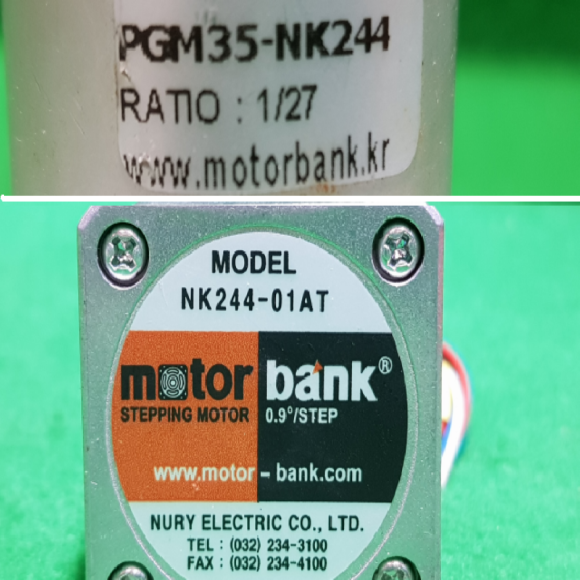 PGM35-NK244
RATIO : 1/27
www.motorbank.kr
MODEL
NK244-01AT
motor bank®
STEPPING MOTOR 0.9°/STEP
www.motor-bank.com
NURY ELECTRIC CO., LTD.
TEL : (032) 234-3100
FAX : (032) 234-4100